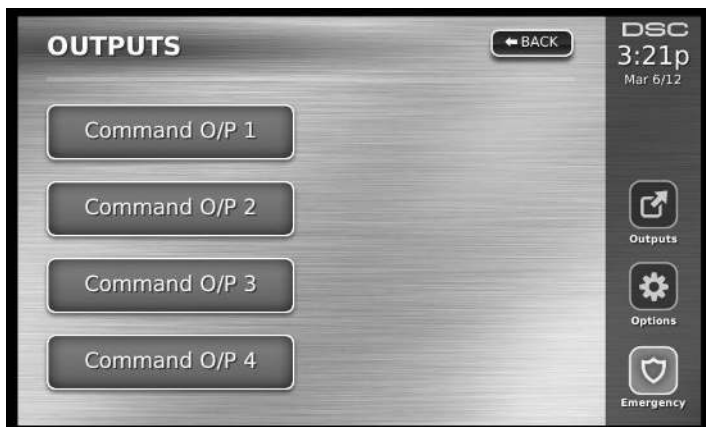 OUTPUTS
BACK
Command O/P 1
Command O/P 2
Command O/P 3
Command O/P 4
DSC
3:21p
Mar 6/12
Outputs
Options
Emergency